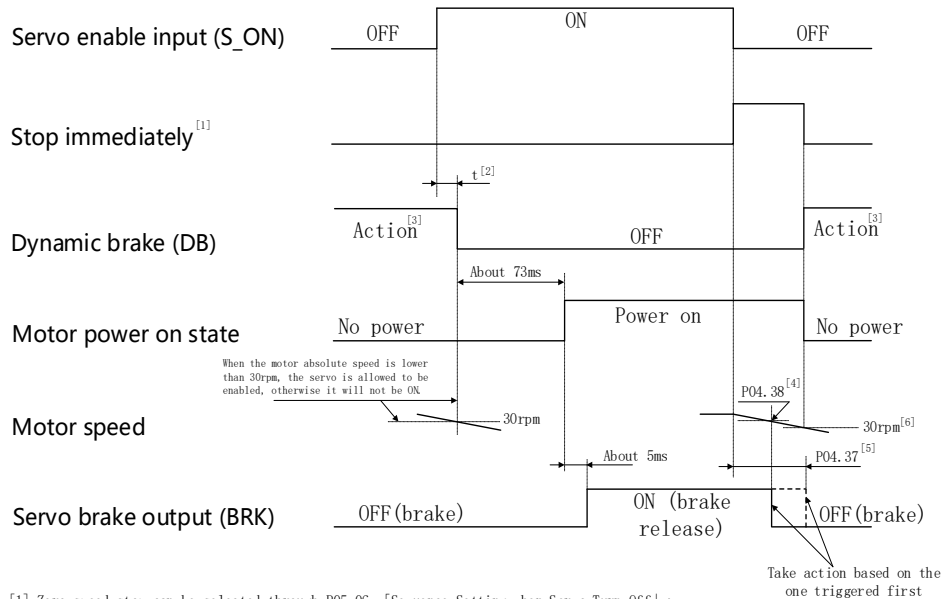 Servo enable input (S_ON)
OFF
ON
OFF
Stop immediately[1]
t[2]
Dynamic brake (DB)
Action[3]
OFF
Action[3]
About 73ms
Motor power on state
No power
Power on
No power
When the motor absolute speed is lower
than 30rpm, the servo is allowed to be
enabled, otherwise it will not be ON.
Motor speed
30rpm
P04.38[4]
30rpm[6]
P04.37[5]
About 5ms
Servo brake output (BRK)
OFF(brake)
ON (brake
release)
OFF(brake)
Take action based on the
one triggered first